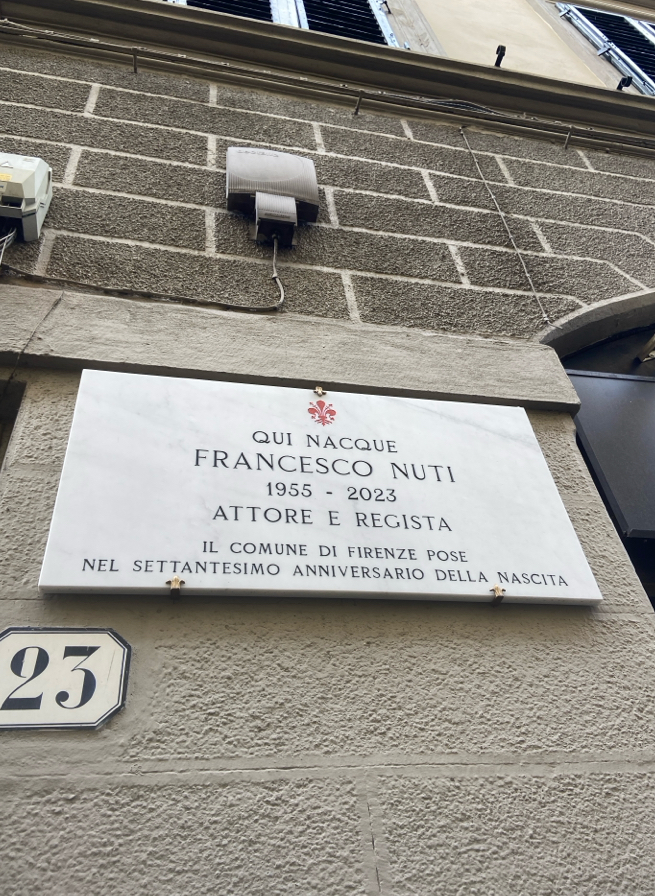 QUI NACQUE
FRANCESCO NUTI
1955 - 2023
ATTORE E REGISTA
IL COMUNE DI FIRENZE POSE
NEL SETTANTESIMO ANNIVERSARIO DELLA NASCITA
23